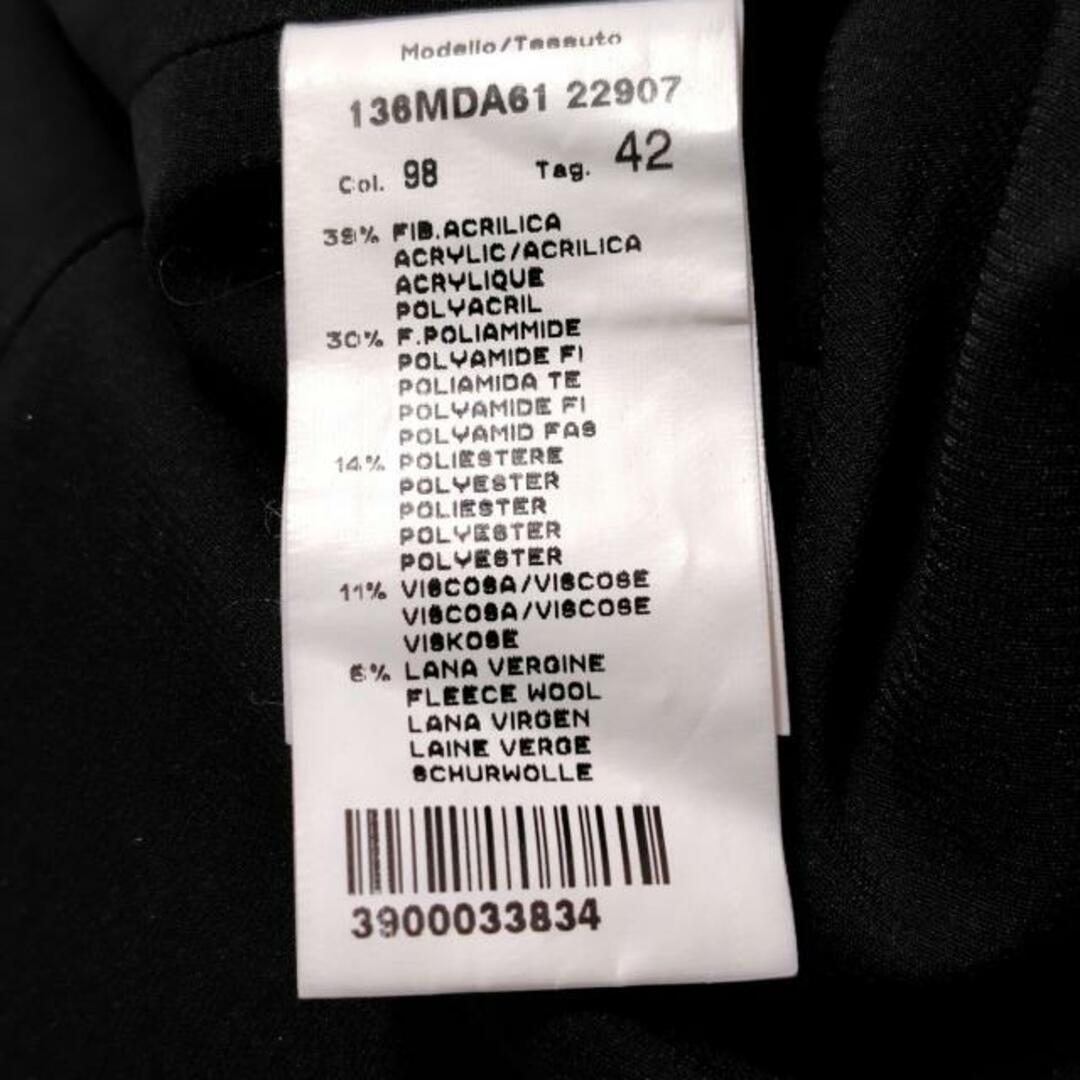 Modello/Tessuto
136MDA61 22907
Col. 98 Tag. 42
39% FIB.ACRILICA
ACRYLIC/ACRILICA
ACRYLIQUE
POLYACRIL
30% F.POLIAMMIDE
POLYAMIDE FI
POLIAMIDA TE
POLYAMIDE FI
POLYAMID FAS
14% POLIESTERE
POLYESTER
POLIESTER
POLYESTER
POLYESTER
11% VISCOSA/VISCOSE
VISCOSA/VISCOSE
VISKOSE
6% LANA VERGINE
FLEECE WOOL
LANA VIRGEN
LAINE VERGE
SCHURWOLLE
3900033834